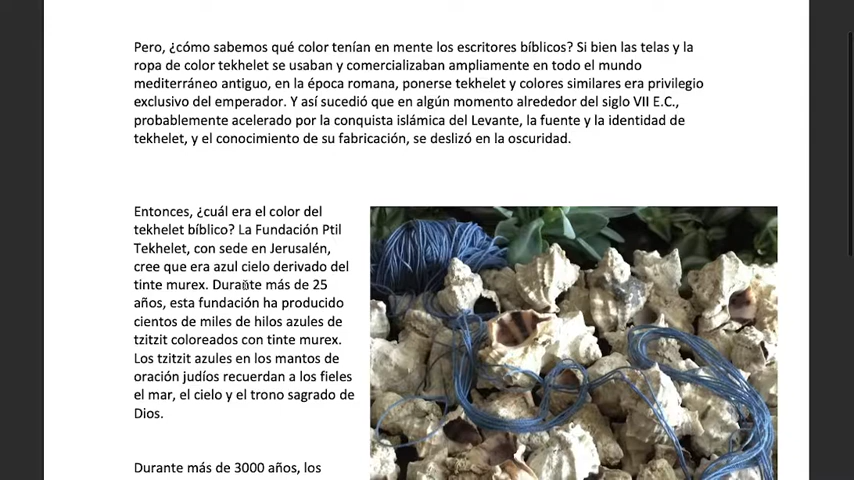 Pero, ¿cómo sabemos qué color tenían en mente los escritores bíblicos? Si bien las telas y la
ropa de color tekhelet se usaban y comercializaban ampliamente en todo el mundo
mediterráneo antiguo, en la época romana, ponerse tekhelet y colores similares era privilegio
exclusivo del emperador. Y así sucedió que en algún momento alrededor del siglo VII E.C.,
probablemente acelerado por la conquista islámica del Levante, la fuente y la identidad de
tekhelet, y el conocimiento de su fabricación, se deslizó en la oscuridad.
Entonces, ¿cuál era el color del
tekhelet bíblico? La Fundación Ptil
Tekhelet, con sede en Jerusalén,
cree que era azul cielo derivado del
tinte murex. Durante más de 25
años, esta fundación ha producido
cientos de miles de hilos azules de
tzitzit coloreados con tinte murex.
Los tzitzit azules en los mantos de
oración judíos recuerdan a los fieles
el mar, el cielo y el trono sagrado de
Dios.
Durante más de 3000 años, los